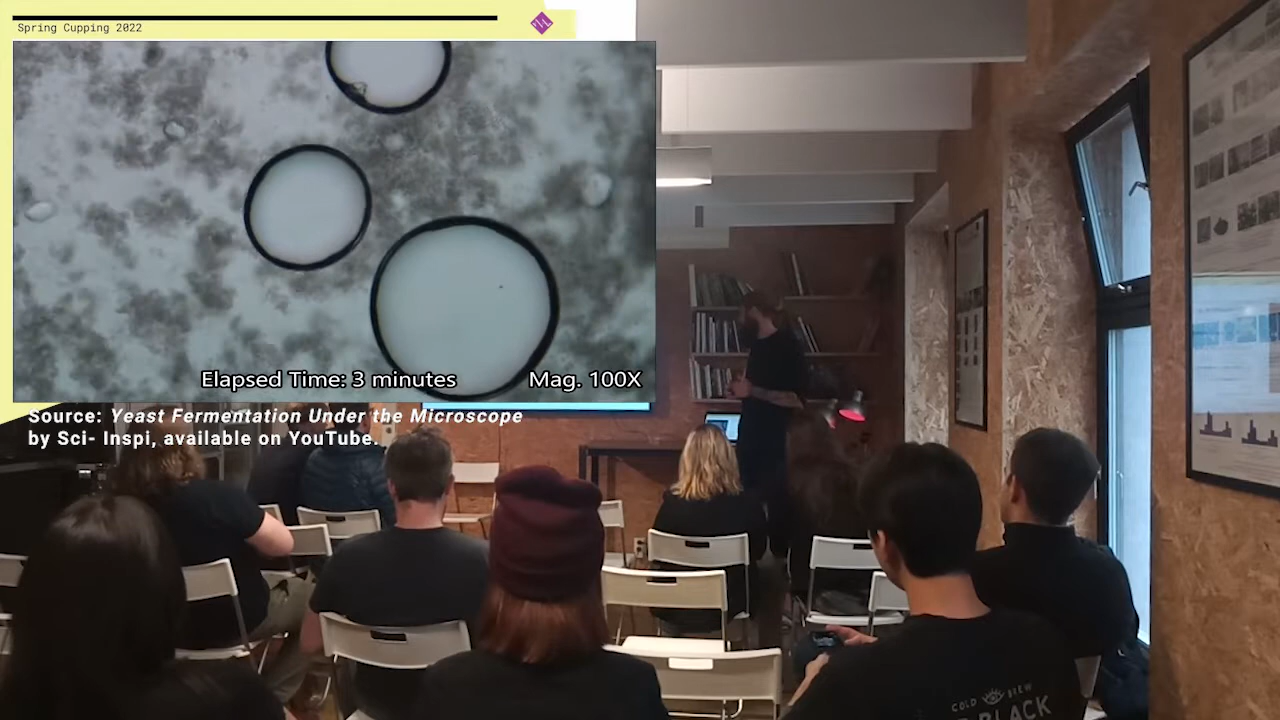 Spring Cupping 2022
Elapsed Time: 3 minutes
Mag. 100X
Source: Yeast Fermentation Under the Microscope
by Sci- Inspi, available on YouTube.
COLD BREW
BLACK